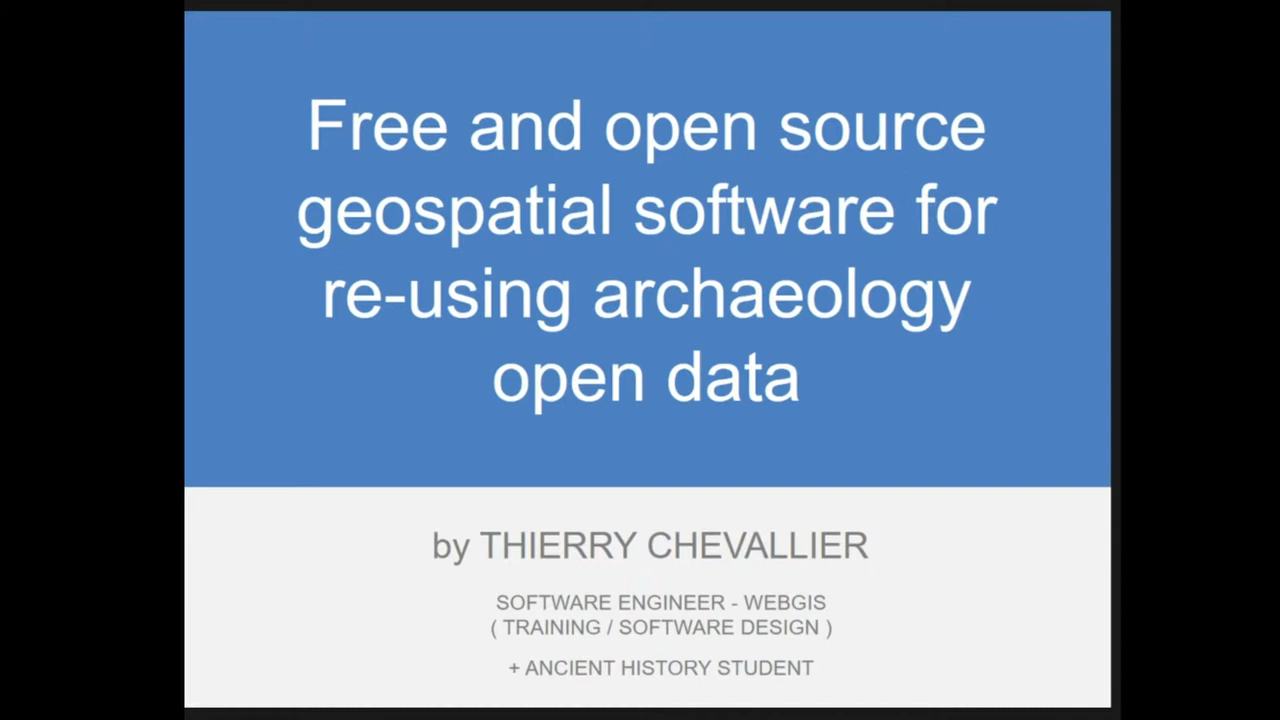 Free and open source
geospatial software for
re-using archaeology
open data
by THIERRY CHEVALLIER
SOFTWARE ENGINEER - WEBGIS
( TRAINING / SOFTWARE DESIGN )
+ ANCIENT HISTORY STUDENT